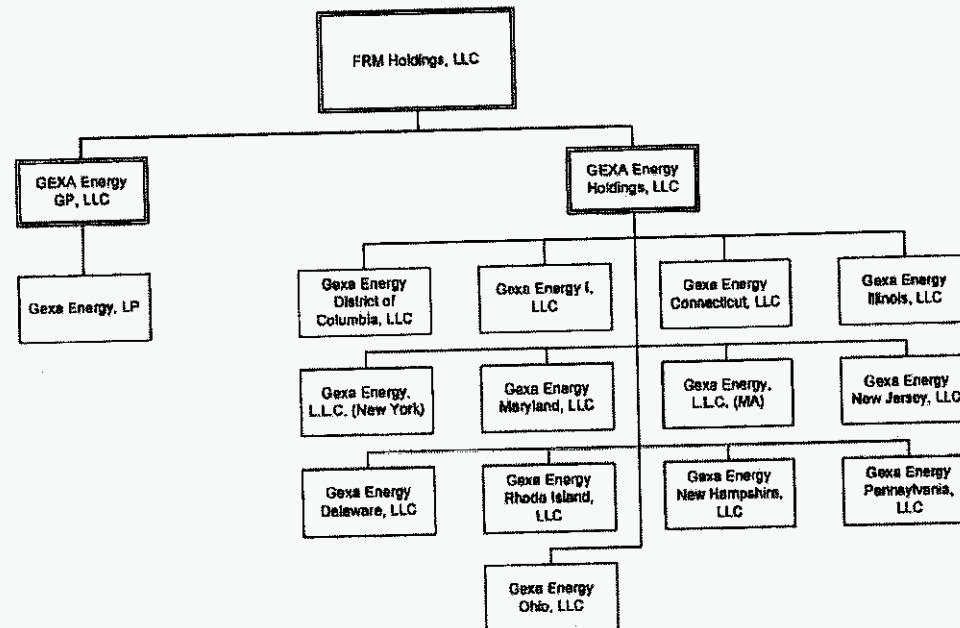 FRM Holdings, LLC
GEXA Energy
GP, LLC
GEXA Energy
Holdings, LLC
Gexa Energy, LP
Gexa Energy
District of
Columbia, LLC
Gexa Energy I,
LLC
Gexa Energy
Connecticut, LLC
Gexa Energy
Illinois, LLC
Gexa Energy,
L.L.C. (New York)
Gexa Energy
Maryland, LLC
Gexa Energy,
L.L.C. (MA)
Gexa Energy
New Jersey, LLC
Gexa Energy
Delaware, LLC
Gexa Energy
Rhode Island,
LLC
Gexa Energy
New Hampshire,
LLC
Gexa Energy
Pennsylvania,
LLC
Gexa Energy
Ohio, LLC